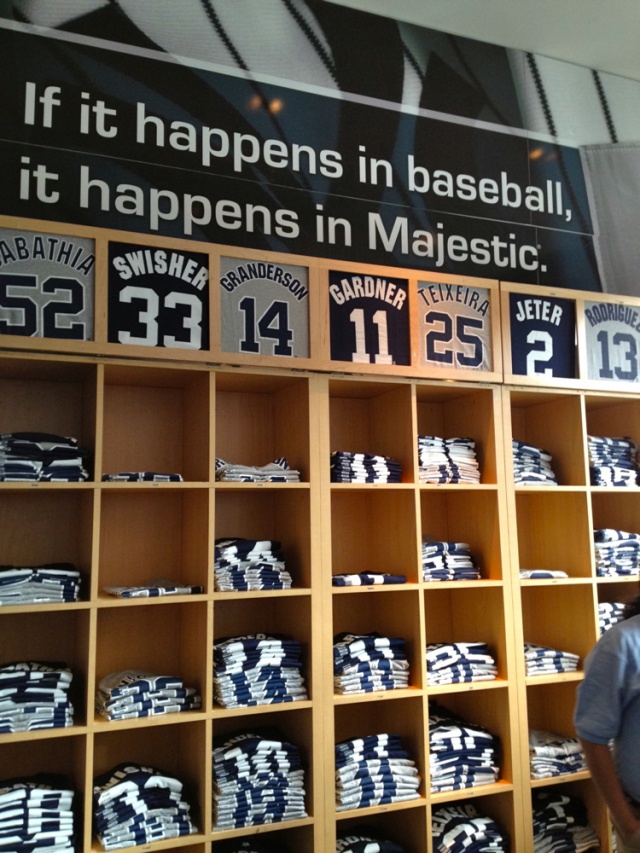 If it happens in baseball,
it happens in Majestic.
ABATHIA
52
SWISHER
33
GRANDERSON
14
GARDNER
11
TEIXEIRA
25
JETER
2
RODRIGUE
13